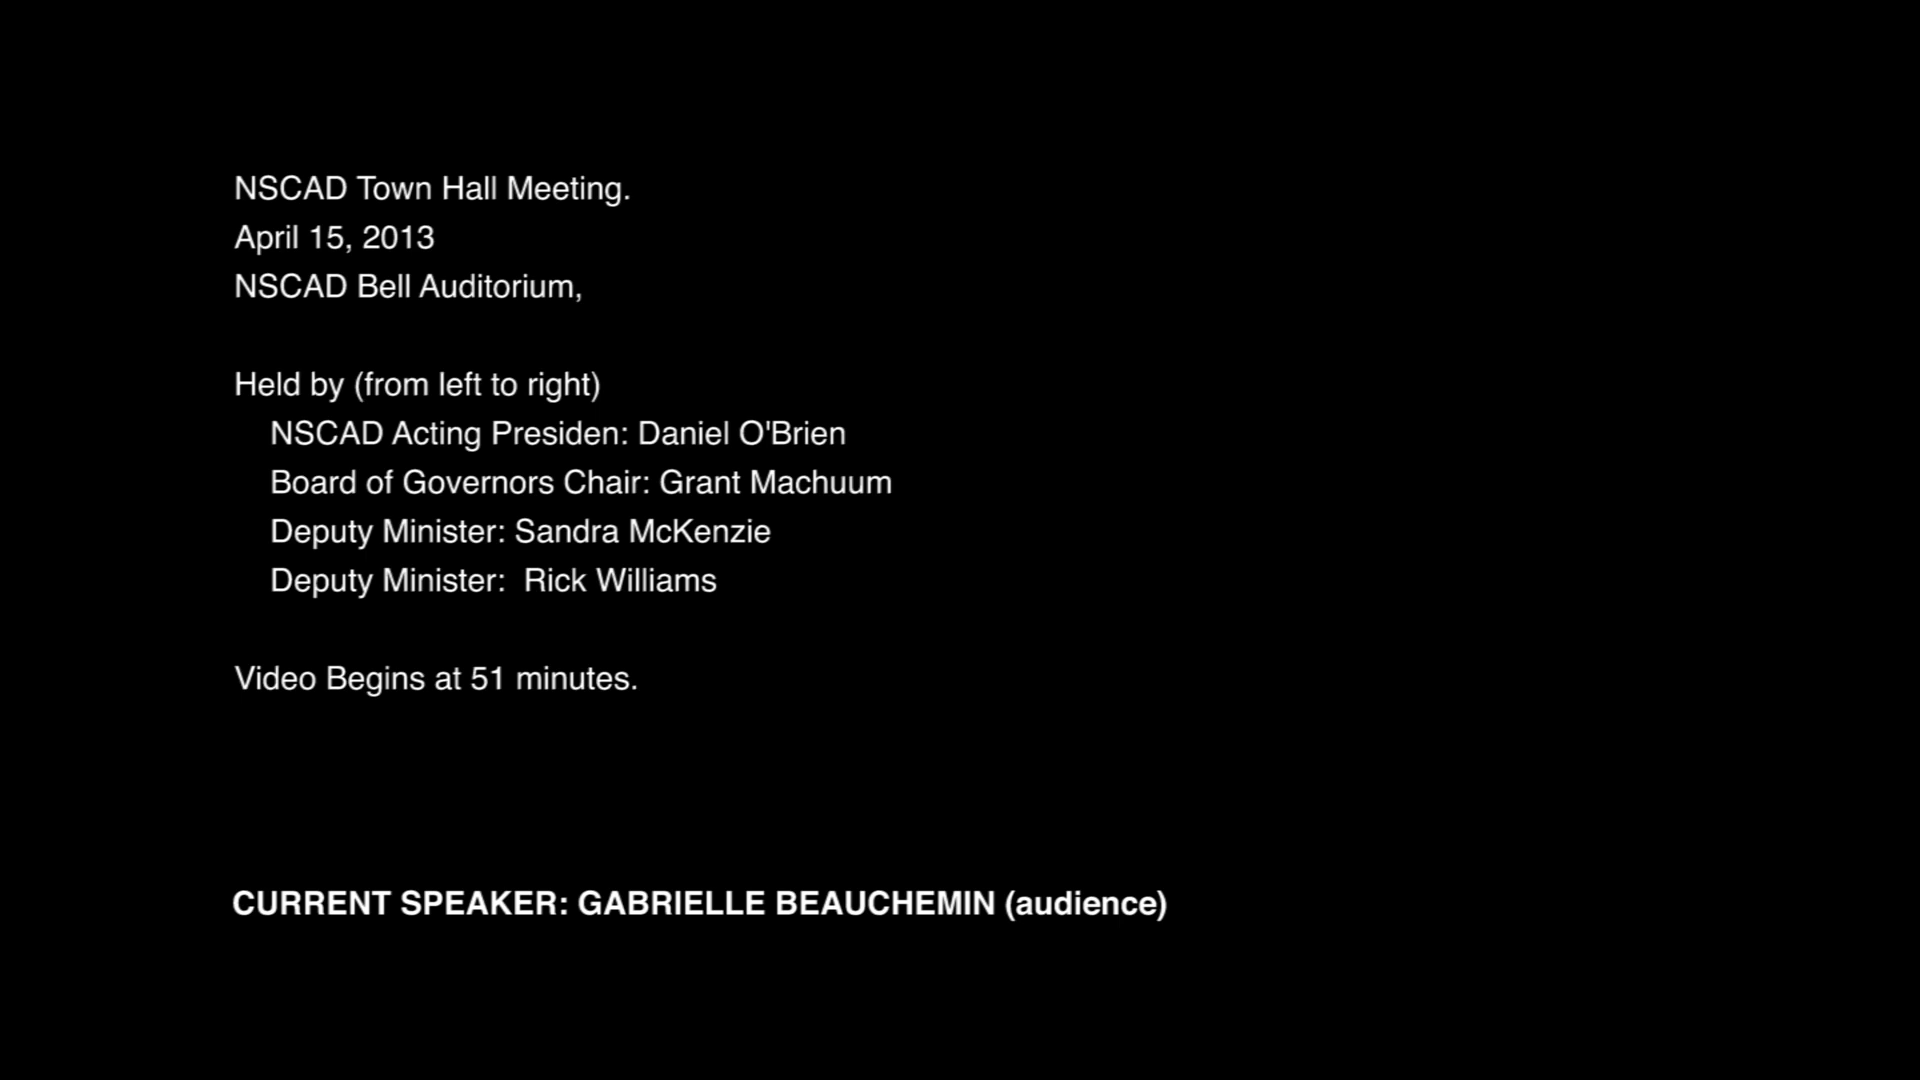 NSCAD Town Hall Meeting.
April 15, 2013
NSCAD Bell Auditorium,
Held by (from left to right)
NSCAD Acting Presiden: Daniel O'Brien
Board of Governors Chair: Grant Machuum
Deputy Minister: Sandra McKenzie
Deputy Minister:  Rick Williams
Video Begins at 51 minutes.
CURRENT SPEAKER: GABRIELLE BEAUCHEMIN (audience)